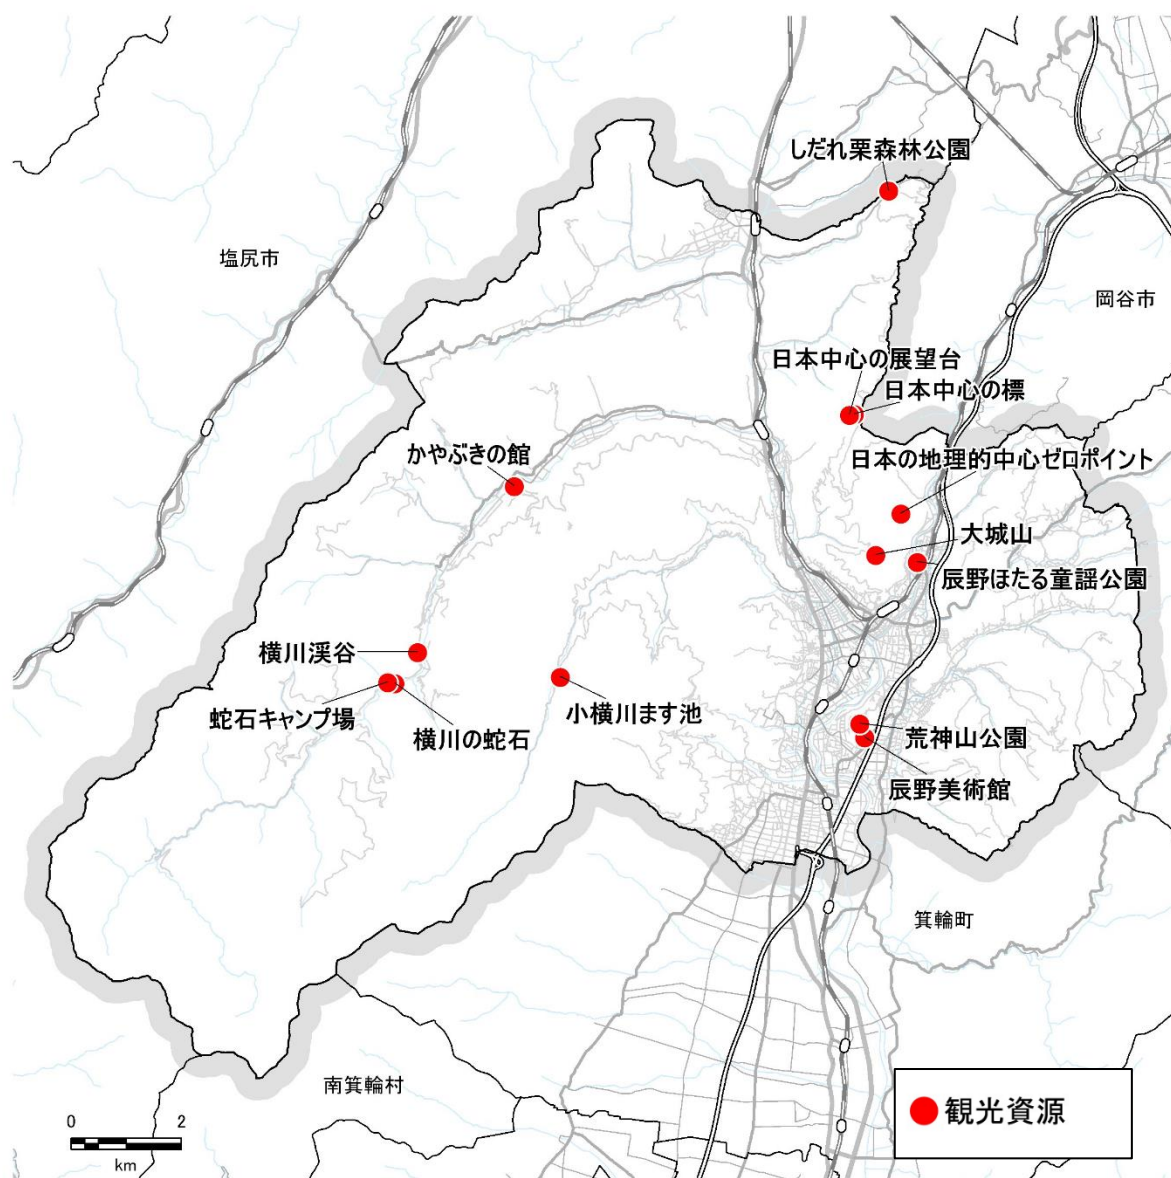 しだれ栗森林公園
塩尻市
岡谷市
日本中心の展望台
日本中心の標
かやぶきの館
日本の地理的中心ゼロポイント
大城山
辰野ほたる童謡公園
横川渓谷
蛇石キャンプ場
横川の蛇石
小横川ます池
荒神山公園
辰野美術館
箕輪町
南箕輪村
0 2
km
観光資源